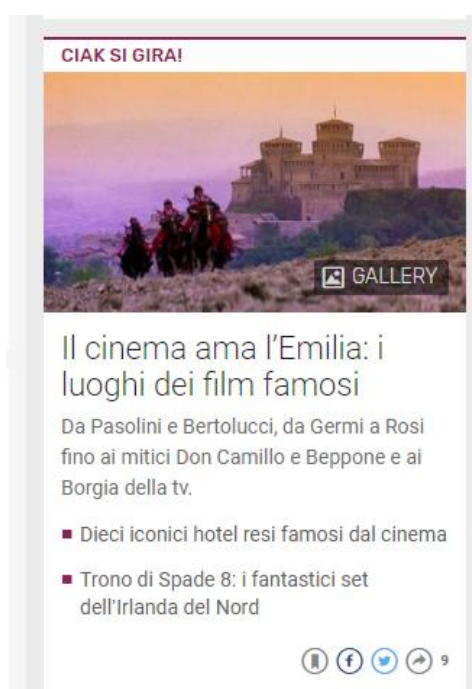 CIAK SI GIRA!
GALLERY
Il cinema ama l'Emilia: i
luoghi dei film famosi
Da Pasolini e Bertolucci, da Germi a Rosi
fino ai mitici Don Camillo e Beppone e ai
Borgia della tv.
Dieci iconici hotel resi famosi dal cinema
Trono di Spade 8: i fantastici set
dell'Irlanda del Nord
9